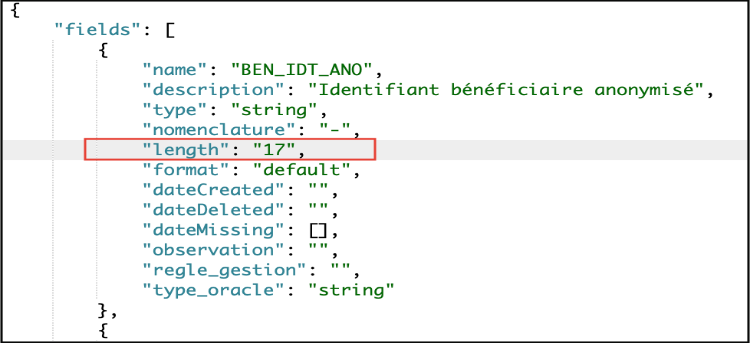 {
"fields": [
{
"name": "BEN_IDT_ANO",
"description": "Identifiant bénéficiaire anonymisé",
"type": "string",
"nomenclature": "-",
"length": "17",
"format": "default",
"dateCreated": "",
"dateDeleted": "",
"dateMissing": [],
"observation": "",
"regle_gestion": "",
"type_oracle": "string"
},
{